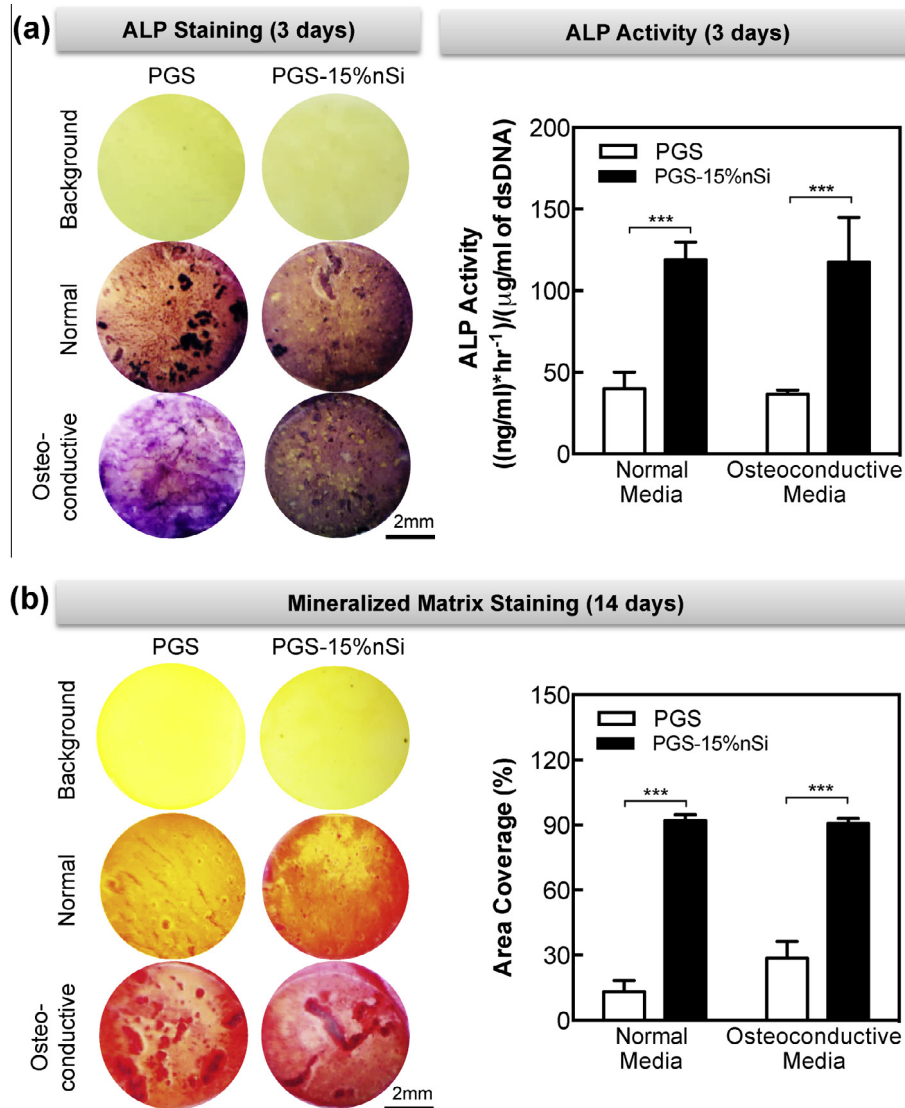 (a)
ALP Staining (3 days)
PGS
PGS-15%nSi
Background
Normal
Osteo-
conductive
2mm
ALP Activity (3 days)
ALP Activity
((ng/ml)*hr⁻¹)/(μg/ml of dsDNA)
200
150
100
50
0
PGS
PGS-15%nSi
***
***
Normal
Media
Osteoconductive
Media
(b)
Mineralized Matrix Staining (14 days)
PGS
PGS-15%nSi
Background
Normal
Osteo-
conductive
2mm
Area Coverage (%)
150
120
90
60
30
0
PGS
PGS-15%nSi
***
***
Normal
Media
Osteoconductive
Media